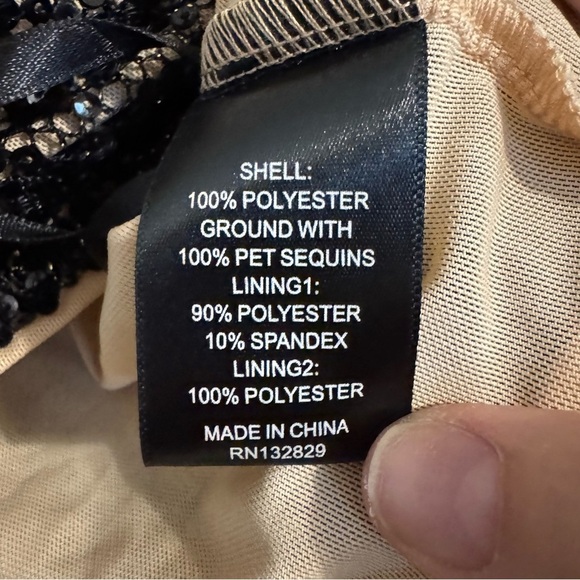 SHELL:
100% POLYESTER
GROUND WITH
100% PET SEQUINS
LINING1:
90% POLYESTER
10% SPANDEX
LINING2:
100% POLYESTER
MADE IN CHINA
RN132829